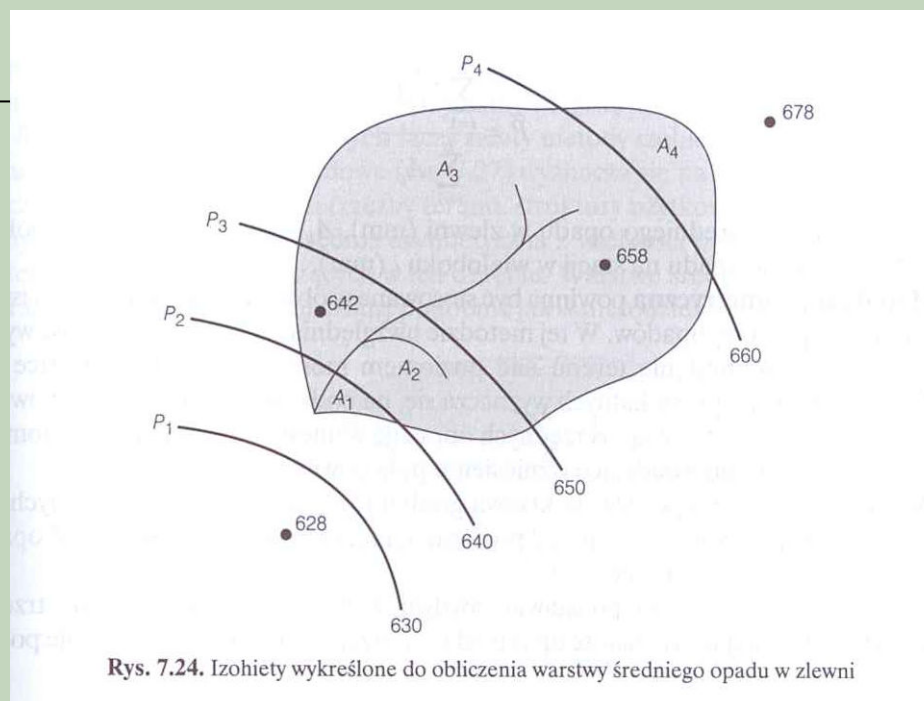 P4
678
A4
A3
P3
658
642
P2
660
A2
A1
P1
650
628
640
630
Rys. 7.24. Izohiety wykreślone do obliczenia warstwy średniego opadu w zlewni